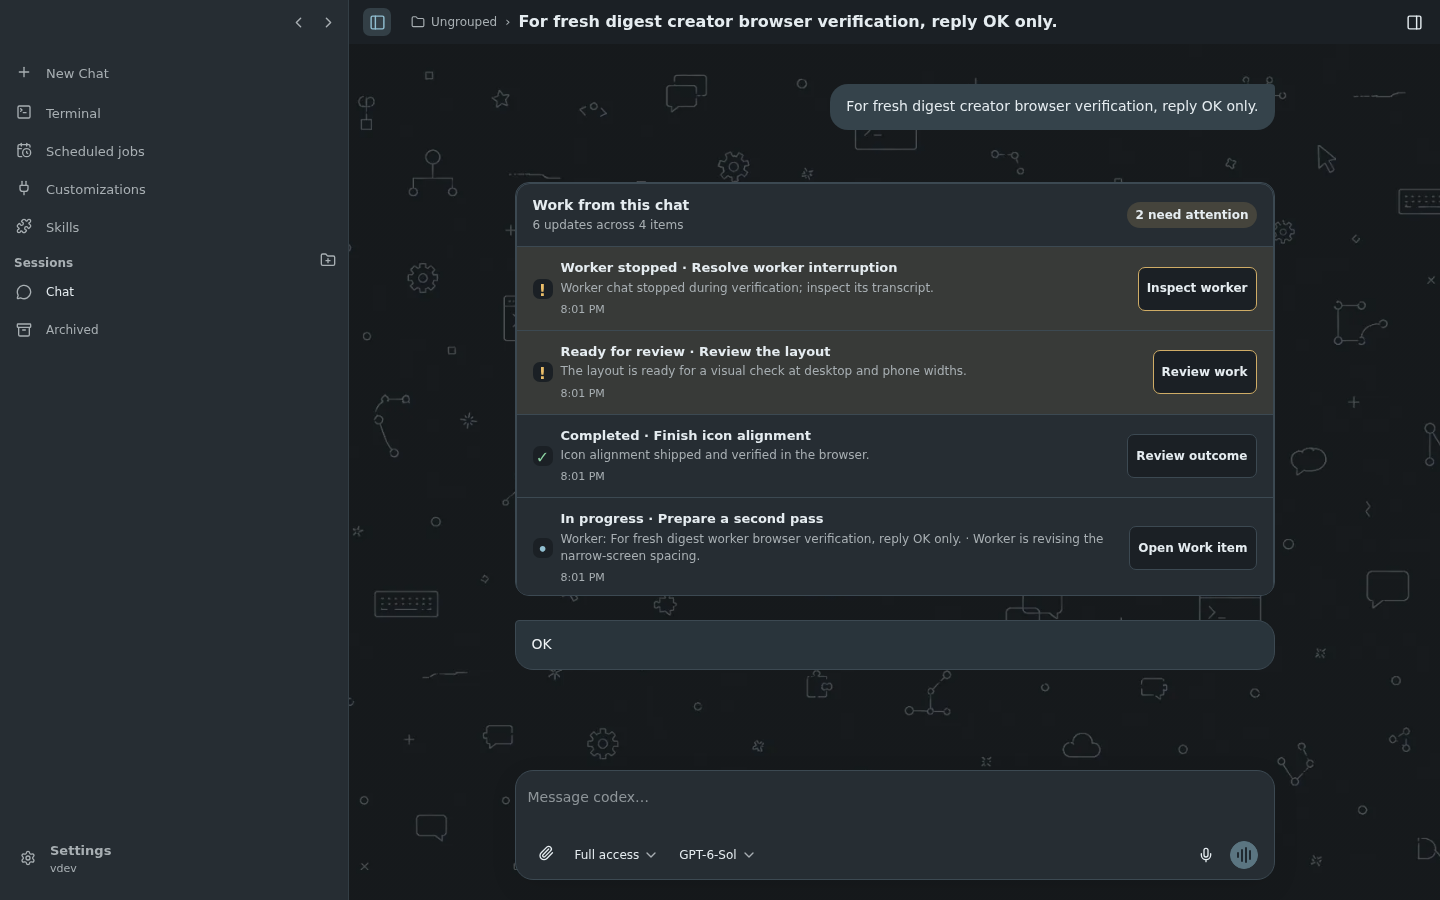 Ungrouped › For fresh digest creator browser verification, reply OK only.
New Chat
Terminal
Scheduled jobs
Customizations
Skills
Sessions
Chat
Archived
Settings
vdev
For fresh digest creator browser verification, reply OK only.
Work from this chat
6 updates across 4 items
2 need attention
Worker stopped · Resolve worker interruption
Worker chat stopped during verification; inspect its transcript.
8:01 PM
Inspect worker
Ready for review · Review the layout
The layout is ready for a visual check at desktop and phone widths.
8:01 PM
Review work
Completed · Finish icon alignment
Icon alignment shipped and verified in the browser.
8:01 PM
Review outcome
In progress · Prepare a second pass
Worker: For fresh digest worker browser verification, reply OK only. · Worker is revising the
narrow-screen spacing.
8:01 PM
Open Work item
OK
Message codex...
Full access
GPT-6-Sol